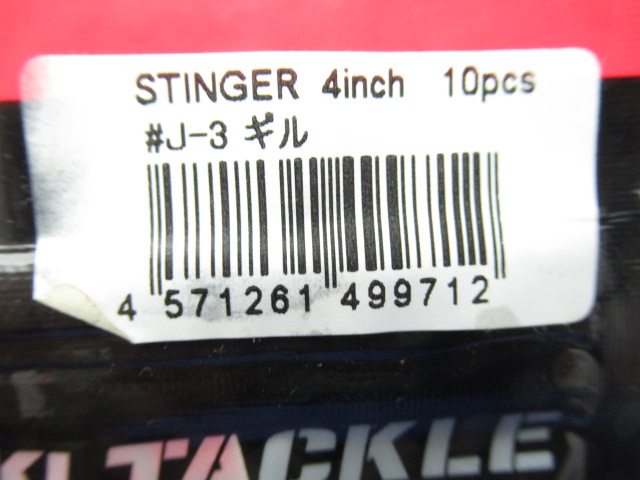 STINGER 4inch 10pcs
#J-3 ギル
4 571261 499712
TACKLE